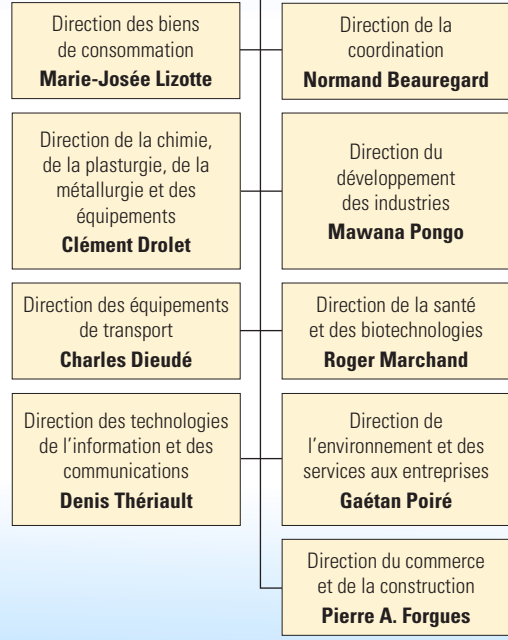 Direction des biens
de consommation
Marie-Josée Lizotte
Direction de la
coordination
Normand Beauregard
Direction de la chimie,
de la plasturgie, de la
métallurgie et des
équipements
Clément Drolet
Direction du
développement
des industries
Mawana Pongo
Direction des équipements
de transport
Charles Dieudé
Direction de la santé
et des biotechnologies
Roger Marchand
Direction des technologies
de l'information et des
communications
Denis Thériault
Direction de
l'environnement et des
services aux entreprises
Gaétan Poiré
Direction du commerce
et de la construction
Pierre A. Forgues